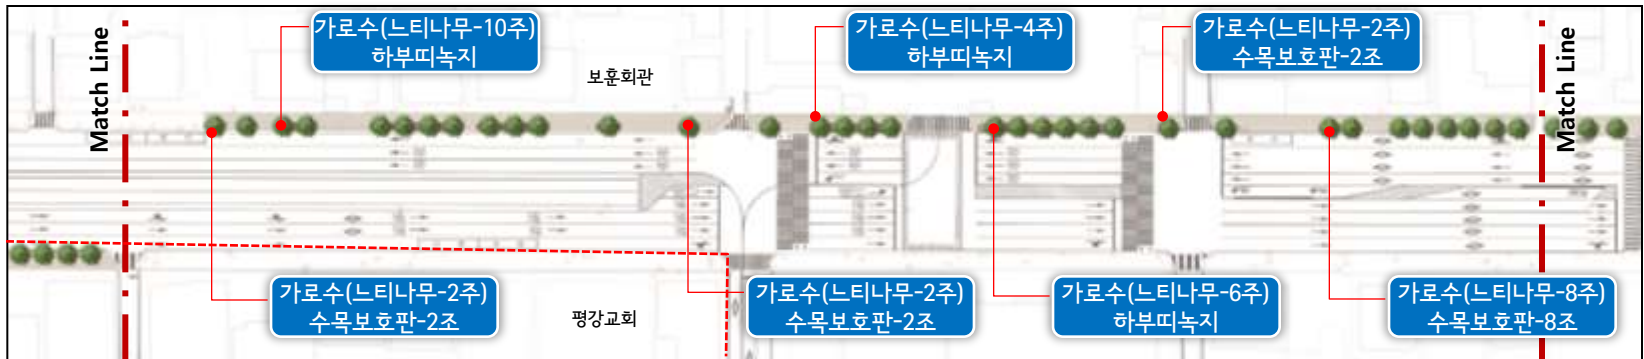 가로수(느티나무-10주)
하부띠녹지
가로수(느티나무-4주)
하부띠녹지
가로수(느티나무-2주)
수목보호판-2조
Match Line
보훈회관
Match Line
가로수(느티나무-2주)
수목보호판-2조
평강교회
가로수(느티나무-2주)
수목보호판-2조
가로수(느티나무-6주)
하부띠녹지
가로수(느티나무-8주)
수목보호판-8조